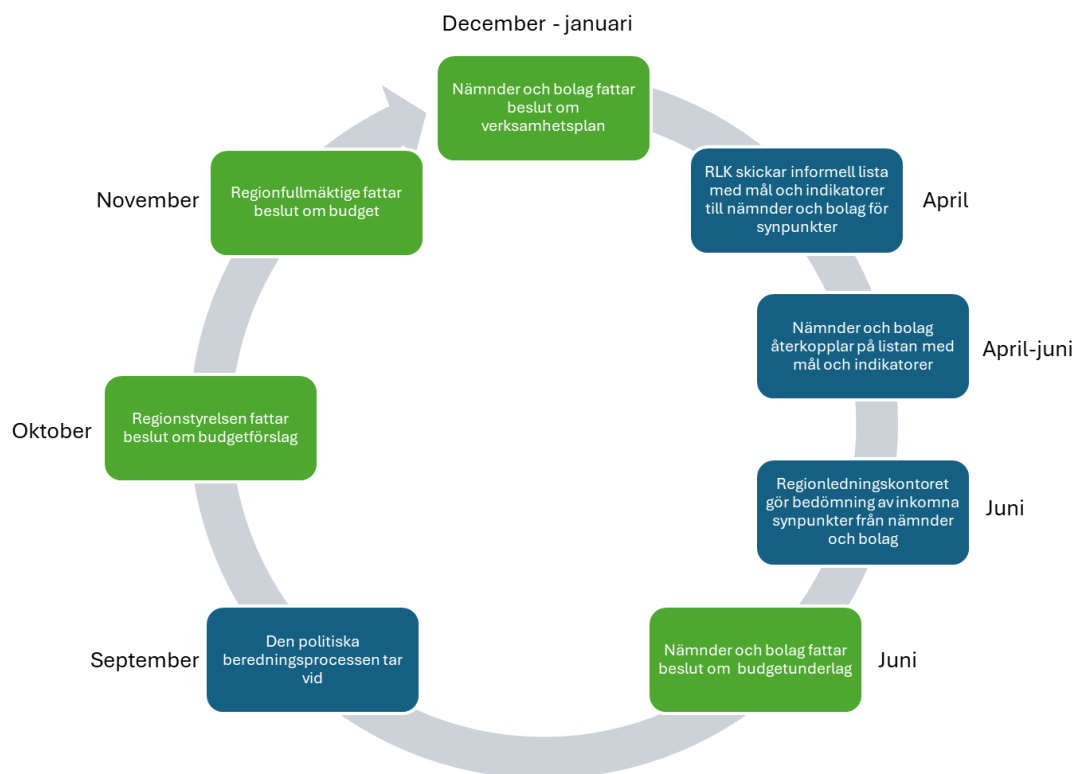 December - januari
Nämnder och bolag fattar
beslut om
verksamhetsplan
RLK skickar informell lista
med mål och indikatorer
till nämnder och bolag för
synpunkter
April
Nämnder och bolag
återkopplar på listan med
mål och indikatorer
April-juni
Regionledningskontoret
gör bedömning av inkomna
synpunkter från nämnder
och bolag
Juni
Nämnder och bolag fattar
beslut om  budgetunderlag
Juni
Den politiska
beredningsprocessen tar
vid
September
Regionstyrelsen fattar
beslut om budgetförslag
Oktober
Regionfullmäktige fattar
beslut om budget
November